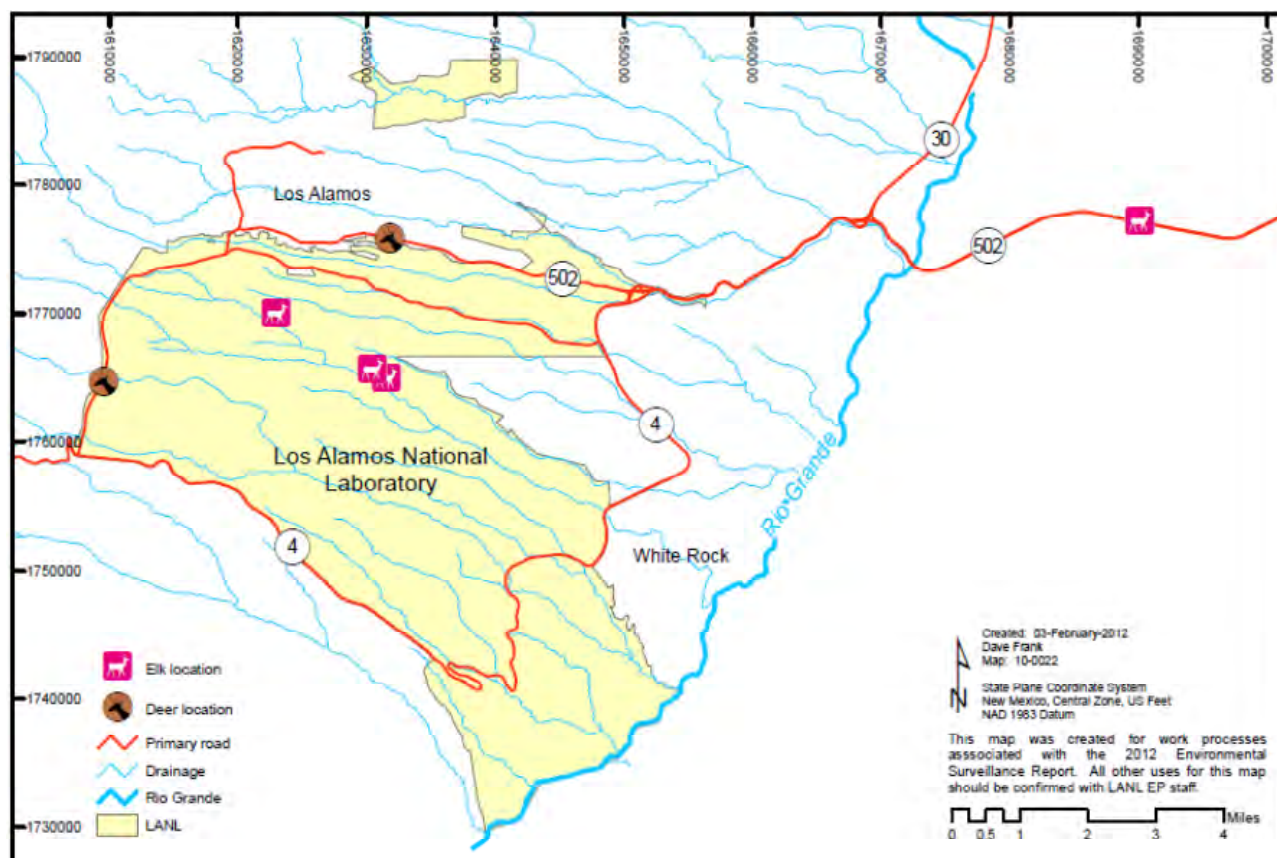 1610000
1620000
1630000
1640000
1650000
1660000
1670000
1680000
1690000
1700000
1790000
1780000
1770000
1760000
1750000
1740000
1730000
30
Los Alamos
502
502
4
Los Alamos National
Laboratory
Rio Grande
4
White Rock
Elk location
Deer location
Primary road
Drainage
Rio Grande
LANL
Created: 03-February-2012
Dave Frank
Map: 10-0022
N
State Plane Coordinate System
New Mexico, Central Zone, US Feet
NAD 1983 Datum
This map was created for work processes
asssociated with the 2012 Environmental
Surveillance Report. All other uses for this map
should be confirmed with LANL EP staff.
Miles
0 0.5 1 2 3 4